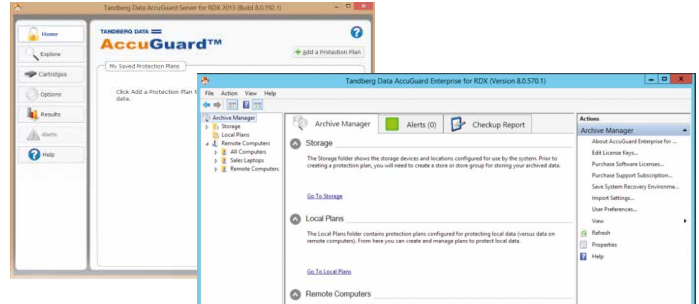 Tandberg Data AccuGuard Server for RDX 2013 (Build 8.0.192.1)
Home
Explore
Cartridges
Options
Results
Alerts
Help
TANDBERG DATA
AccuGuard™
Add a Protection Plan
My Saved Protection Plans
Click Add a Protection Plan
data.
Tandberg Data AccuGuard Enterprise for RDX (Version 8.0.570.1)
File Action View Help
Archive Manager
Storage
Local Plans
Remote Computers
All Computers
Sales Laptops
Remote Computers
Archive Manager
Alerts (0)
Checkup Report
Storage
The Storage folder shows the storage devices and locations configured for use by the system. Prior to
creating a protection plan, you will need to create a store or store group for storing your archived data.
Go To Storage
Local Plans
The Local Plans folder contains protection plans configured for protecting local data (versus data on
remote computers). From here you can create and manage plans to protect local data.
Go To Local Plans
Remote Computers
Actions
Archive Manager
About AccuGuard Enterprise for ...
Edit License Keys...
Purchase Software Licenses...
Purchase Support Subscription...
Save System Recovery Environme...
Import Settings...
User Preferences...
View
Refresh
Properties
Help